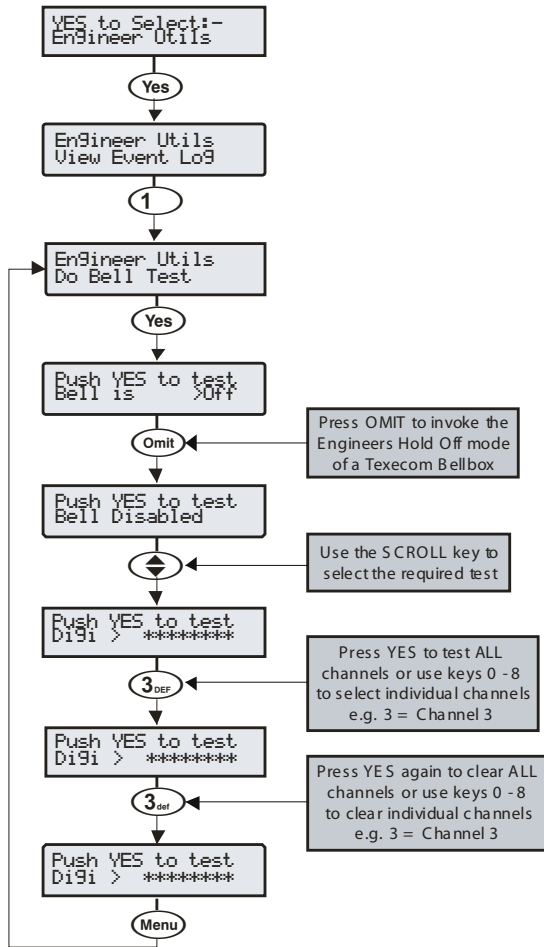 YES to Select:-
Engineer Utils
Yes
Engineer Utils
View Event Log
1
Engineer Utils
Do Bell Test
Yes
Push YES to test
Bell is >Off
Omit
Press OMIT to invoke the
Engineers Hold Off mode
of a Texecom Bellbox
Push YES to test
Bell Disabled
Use the SCROLL key to
select the required test
Push YES to test
Digi > ********
3 DEF
Press YES to test ALL
channels or use keys 0 - 8
to select individual channels
e.g. 3 = Channel 3
Push YES to test
Digi > ********
3 def
Press YES again to clear ALL
channels or use keys 0 - 8
to clear individual channels
e.g. 3 = Channel 3
Push YES to test
Digi > ********
Menu